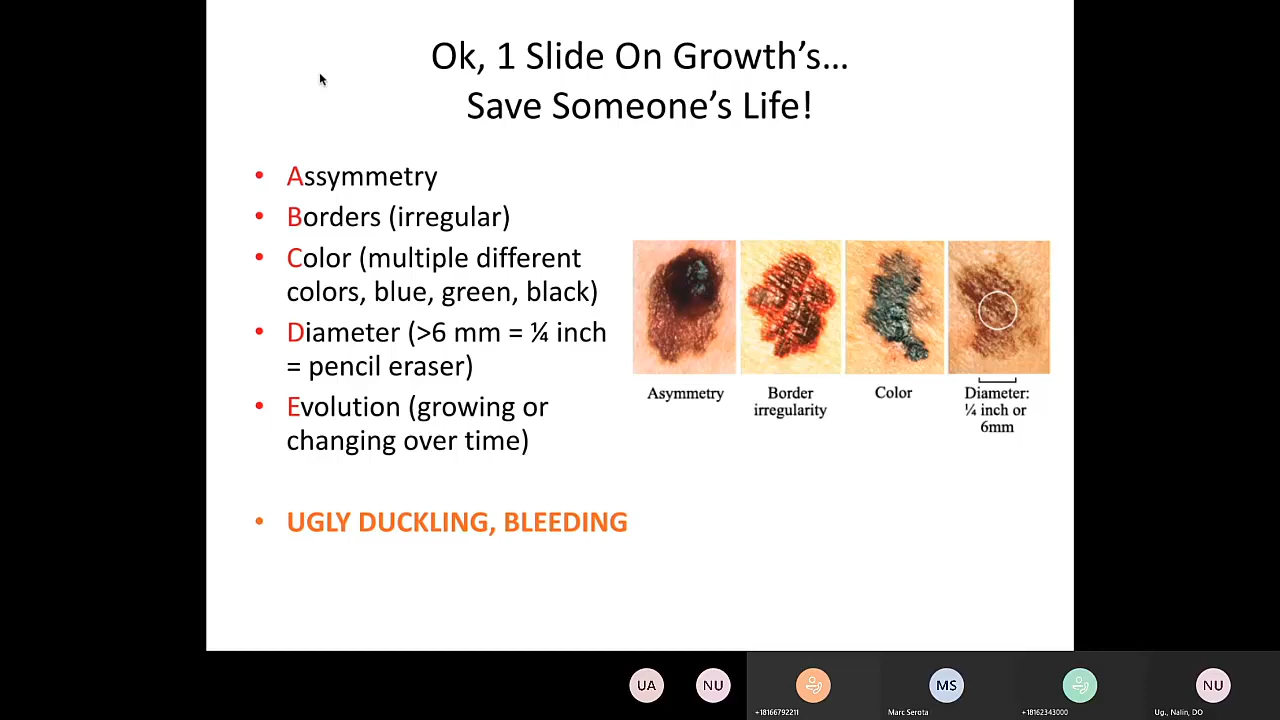 Ok, 1 Slide On Growth's…
Save Someone's Life!
• Assymmetry
• Borders (irregular)
• Color (multiple different
colors, blue, green, black)
• Diameter (>6 mm = ¼ inch
= pencil eraser)
• Evolution (growing or
changing over time)
• UGLY DUCKLING, BLEEDING
Asymmetry
Border
irregularity
Color
Diameter:
¼ inch or
6mm
UA
NU
+18166792211
MS
Marc Serota
+18162343000
NU
Ug., Nalin, DO